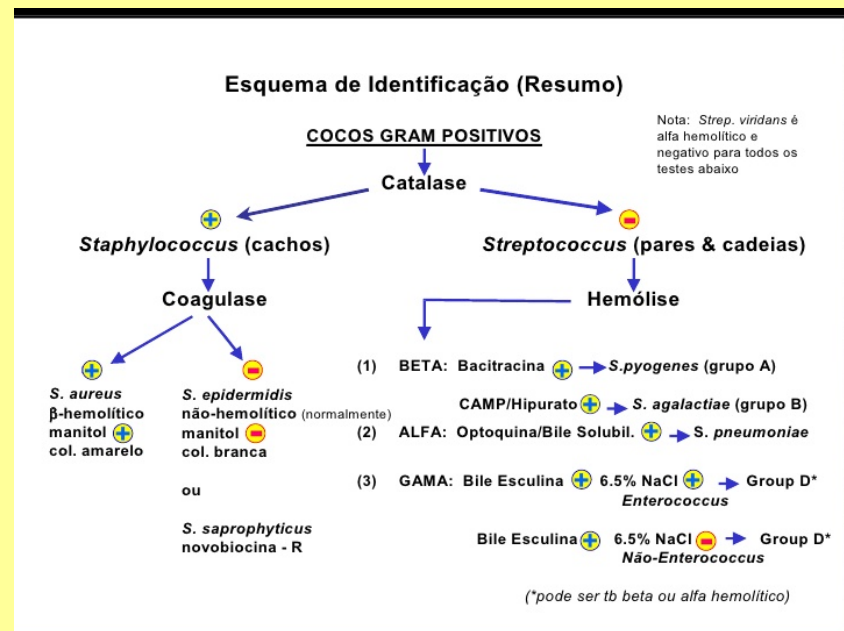 Esquema de Identificação (Resumo)
Nota: Strep. viridans é
alfa hemolítico e
negativo para todos os
testes abaixo
COCOS GRAM POSITIVOS
Catalase
+
-
Staphylococcus (cachos)
Streptococcus (pares & cadeias)
Coagulase
Hemólise
+
S. aureus
β-hemolítico
manitol +
col. amarelo
-
S. epidermidis
não-hemolítico (normalmente)
manitol -
col. branca
ou
S. saprophyticus
novobiocina - R
(1) BETA: Bacitracina + S.pyogenes (grupo A)
CAMP/Hipurato + S. agalactiae (grupo B)
(2) ALFA: Optoquina/Bile Solubil. + S. pneumoniae
(3) GAMA: Bile Esculina + 6.5% NaCl + Group D*
Enterococcus
Bile Esculina + 6.5% NaCl - Group D*
Não-Enterococcus
(*pode ser tb beta ou alfa hemolítico)